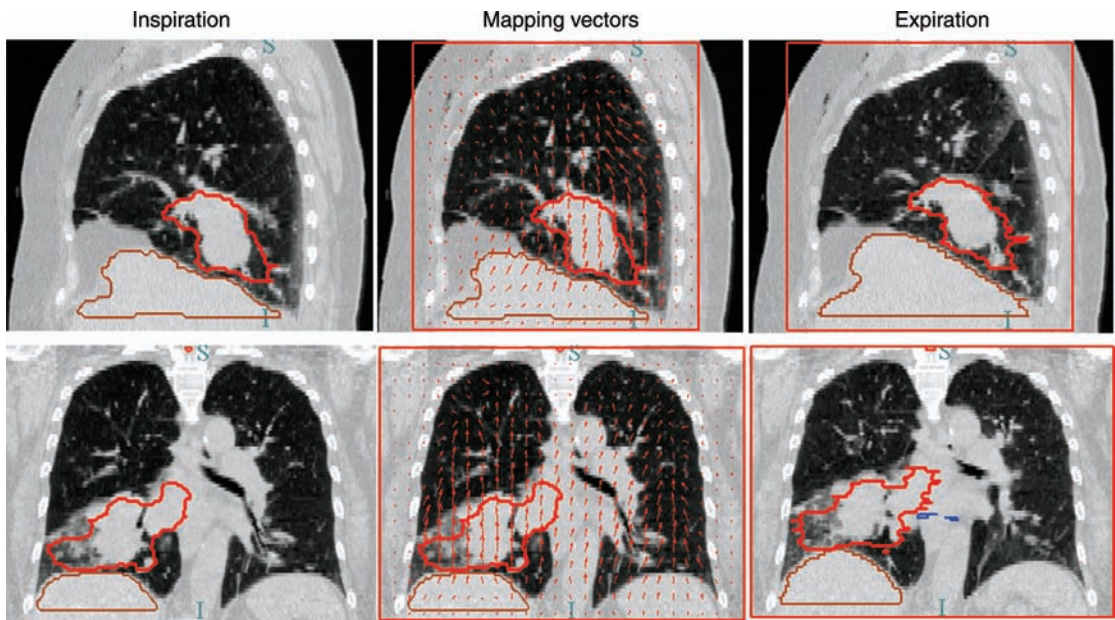 Inspiration Mapping vectors Expiration
S S
I I I
S S
I I I